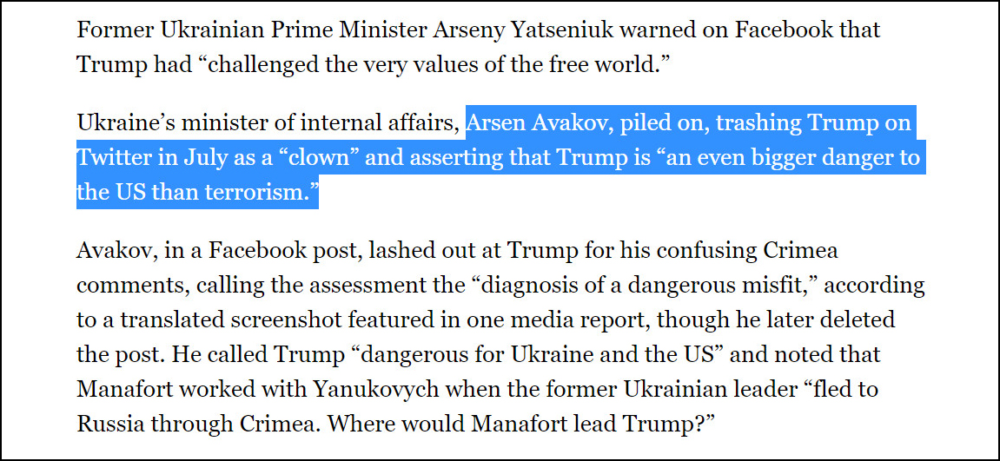 Former Ukrainian Prime Minister Arseny Yatseniuk warned on Facebook that
Trump had “challenged the very values of the free world.”
Ukraine’s minister of internal affairs, Arsen Avakov, piled on, trashing Trump on
Twitter in July as a “clown” and asserting that Trump is “an even bigger danger to
the US than terrorism.”
Avakov, in a Facebook post, lashed out at Trump for his confusing Crimea
comments, calling the assessment the “diagnosis of a dangerous misfit,” according
to a translated screenshot featured in one media report, though he later deleted
the post. He called Trump “dangerous for Ukraine and the US” and noted that
Manafort worked with Yanukovych when the former Ukrainian leader “fled to
Russia through Crimea. Where would Manafort lead Trump?”